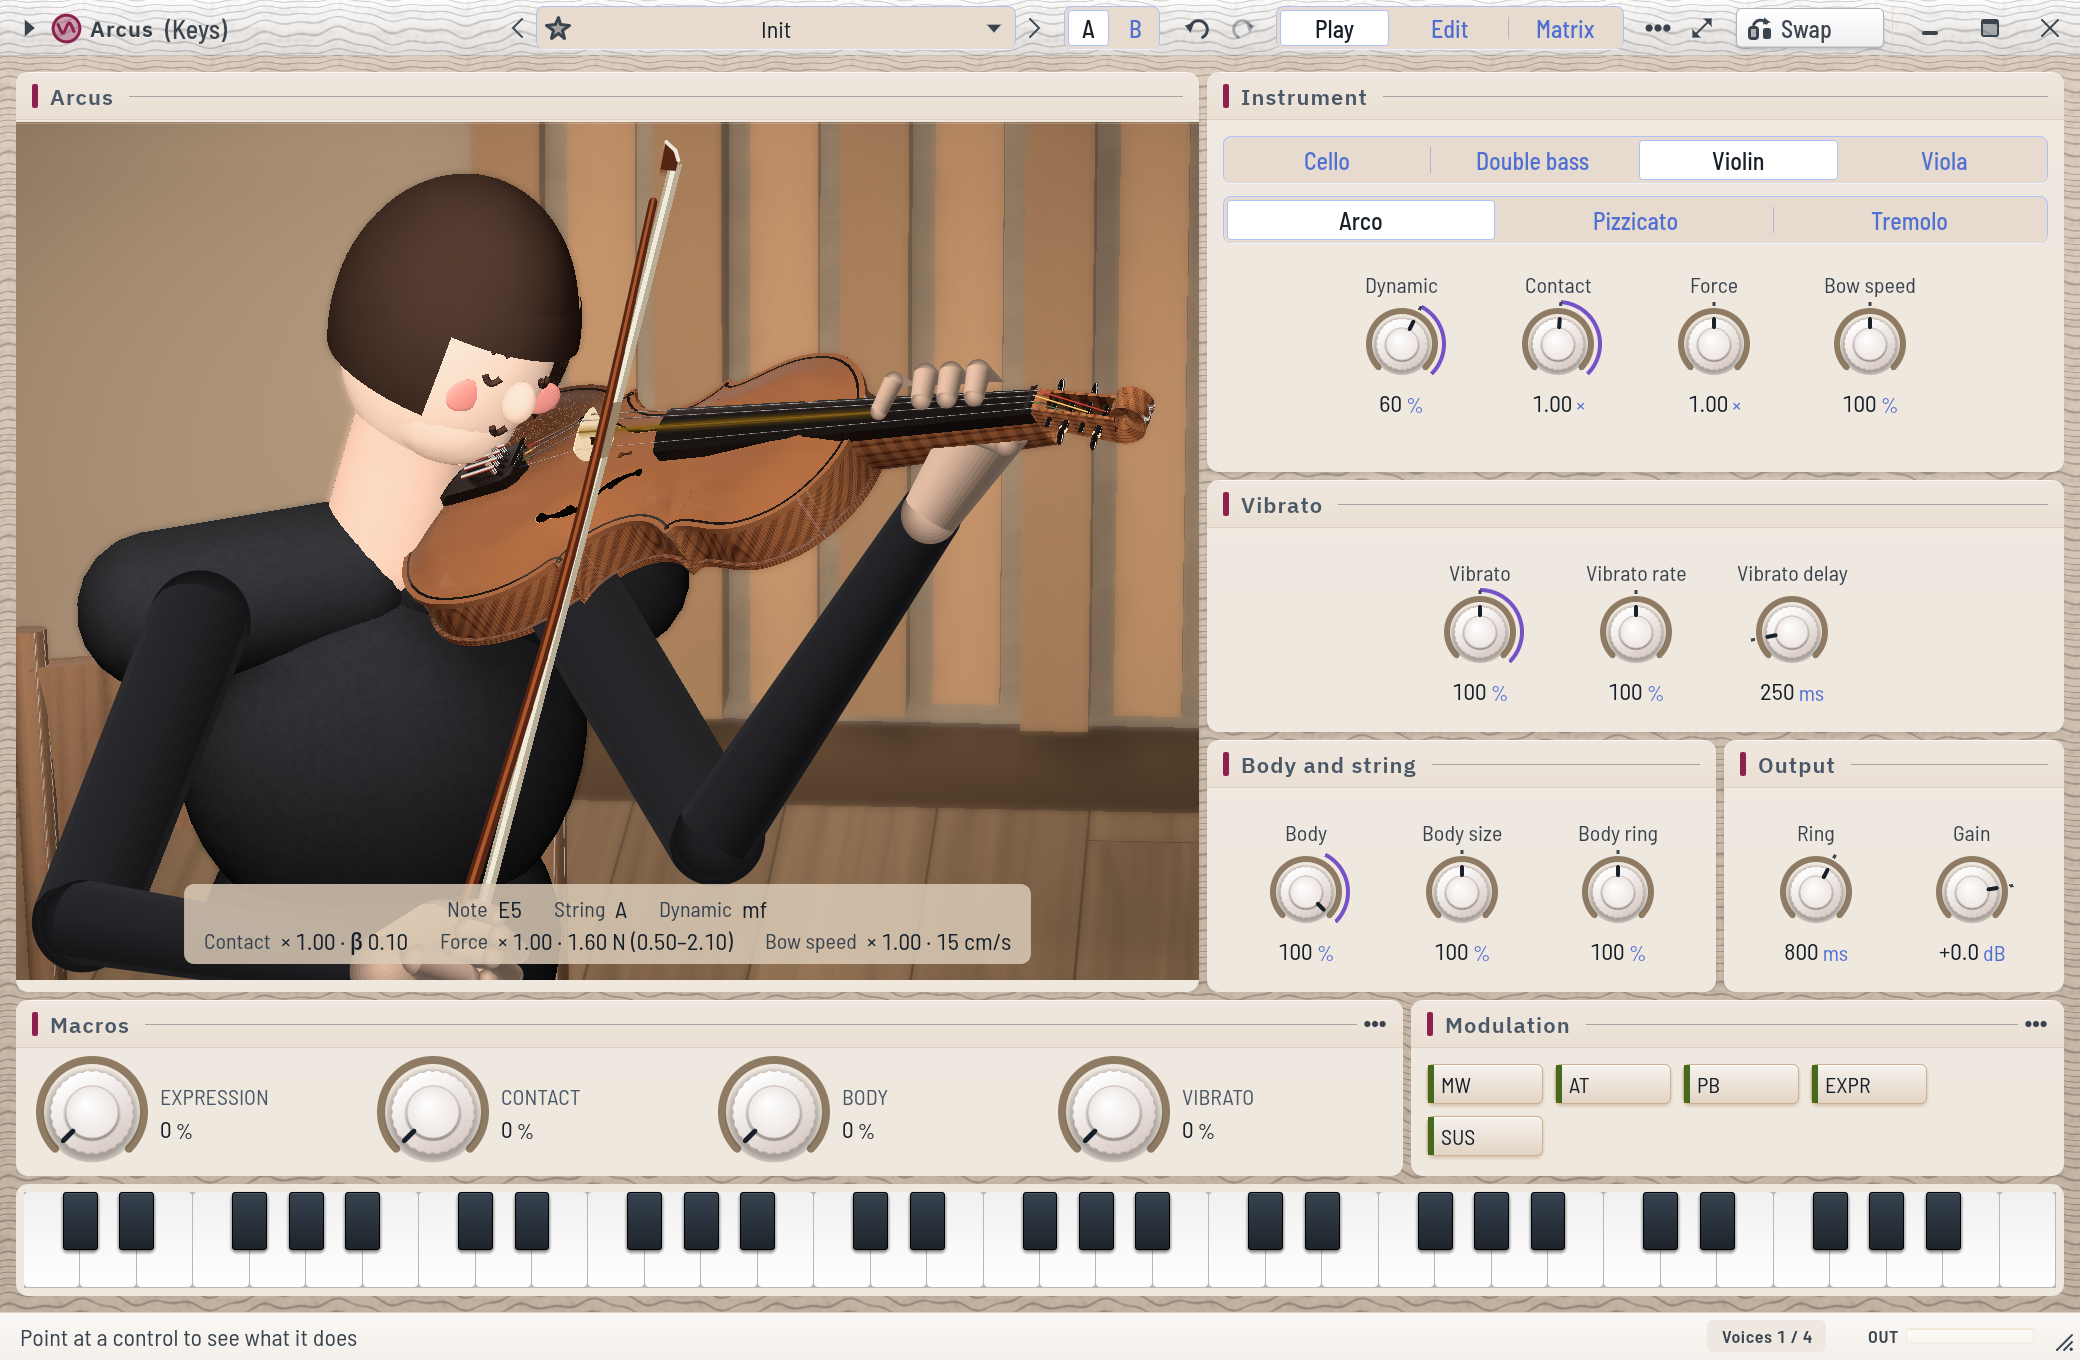 Arcus (Keys)
Init
A B
Play Edit Matrix
Swap
Arcus
Note E5 String A Dynamic mf
Contact × 1.00 · β 0.10 Force × 1.00 · 1.60 N (0.50–2.10) Bow speed × 1.00 · 15 cm/s
Instrument
Cello Double bass Violin Viola
Arco Pizzicato Tremolo
Dynamic Contact Force Bow speed
60 % 1.00 × 1.00 × 100 %
Vibrato
Vibrato Vibrato rate Vibrato delay
100 % 100 % 250 ms
Body and string
Body Body size Body ring
100 % 100 % 100 %
Output
Ring Gain
800 ms +0.0 dB
Macros
EXPRESSION
0 %
CONTACT
0 %
BODY
0 %
VIBRATO
0 %
Modulation
MW AT PB EXPR
SUS
Point at a control to see what it does
Voices 1 / 4 OUT